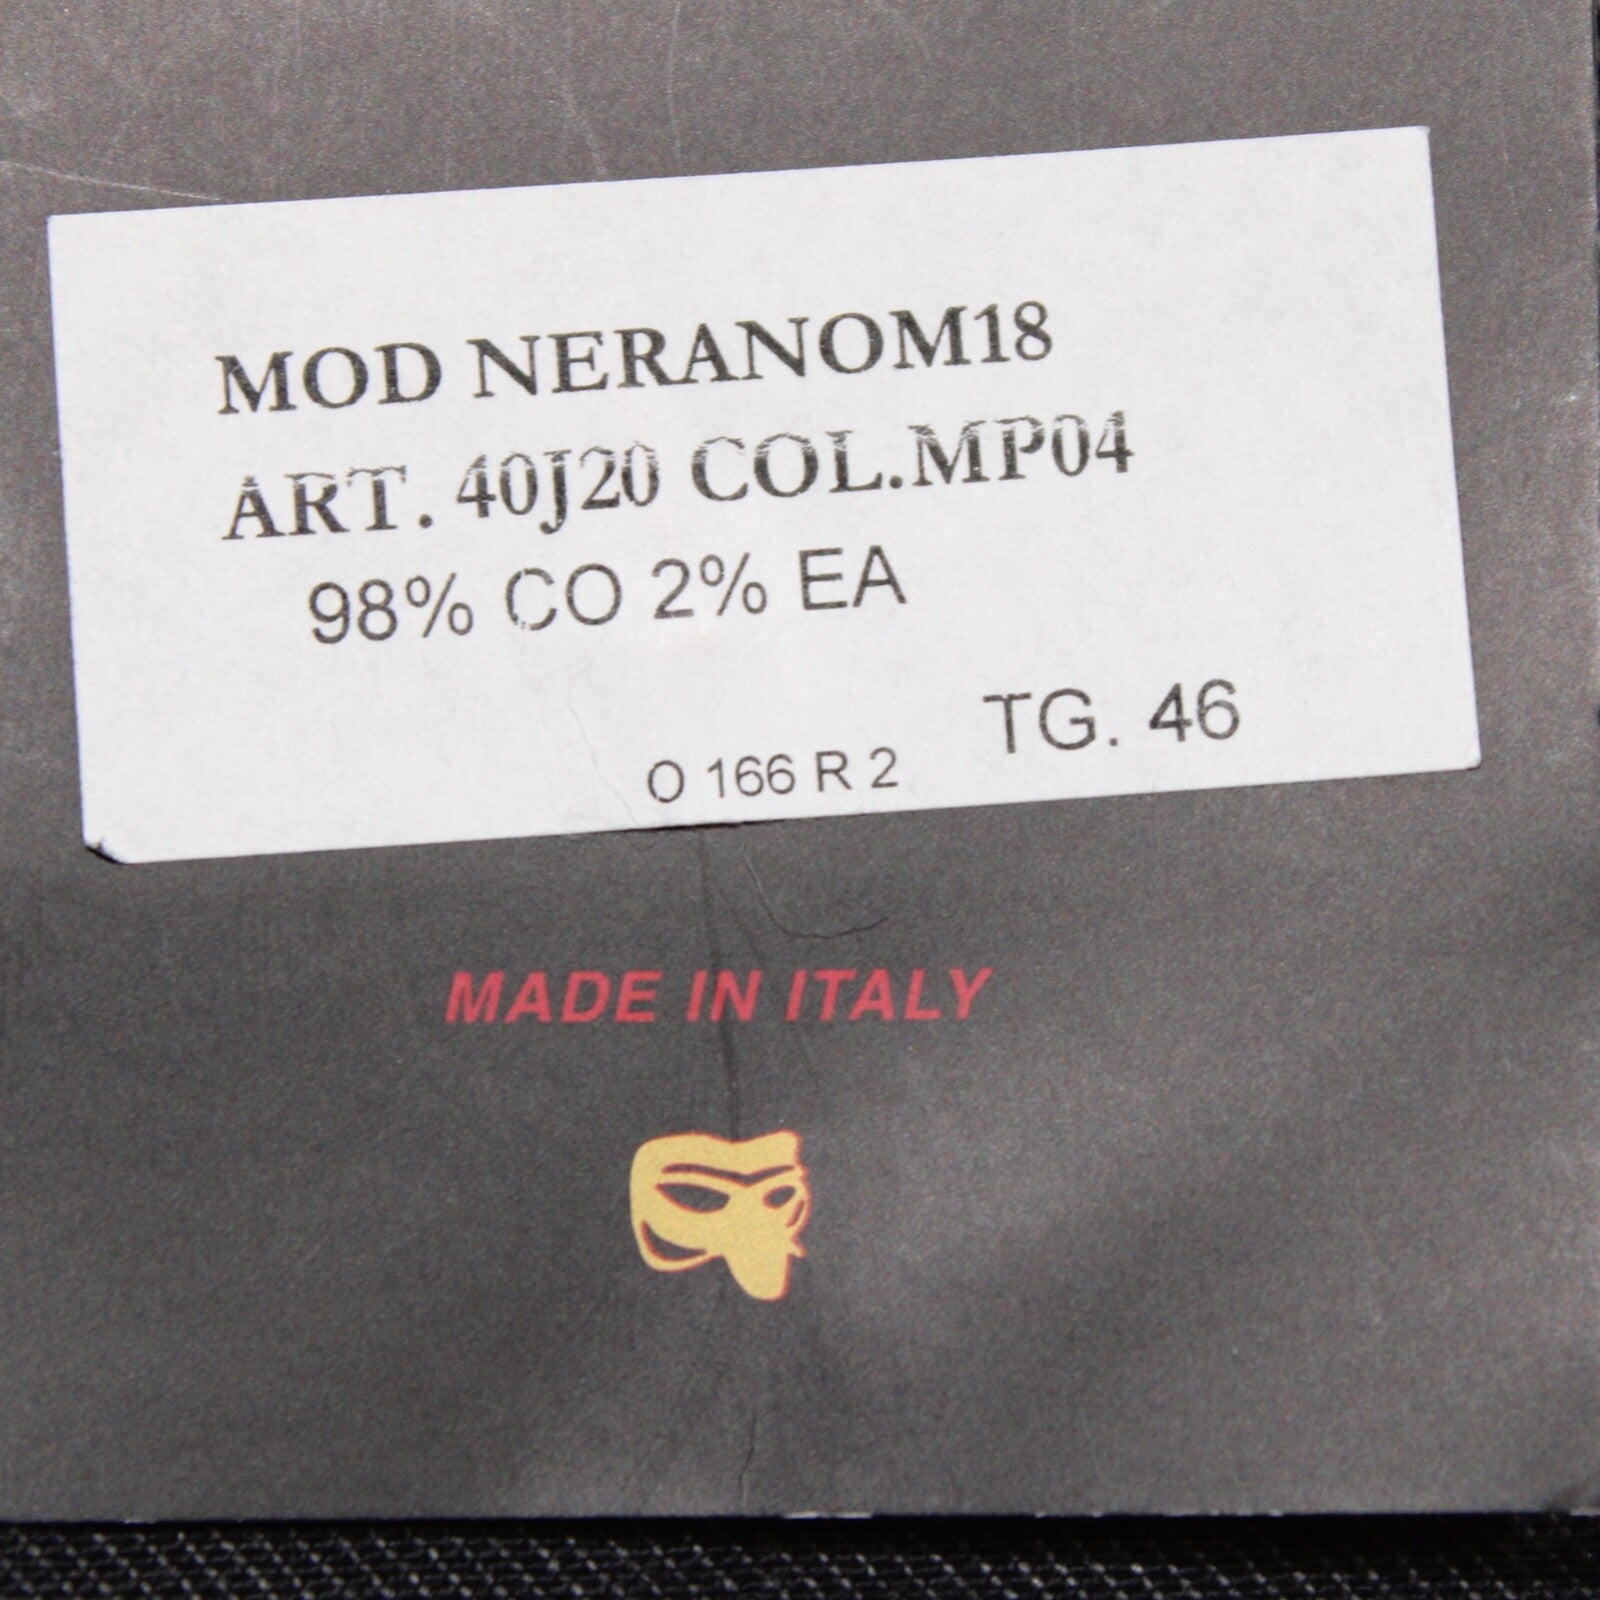 MOD NERANOM18
ART. 40J20 COL.MP04
98% CO 2% EA
TG. 46
O 166 R 2
MADE IN ITALY